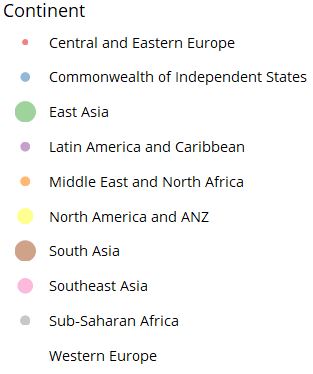 Continent
Central and Eastern Europe
Commonwealth of Independent States
East Asia
Latin America and Caribbean
Middle East and North Africa
North America and ANZ
South Asia
Southeast Asia
Sub-Saharan Africa
Western Europe